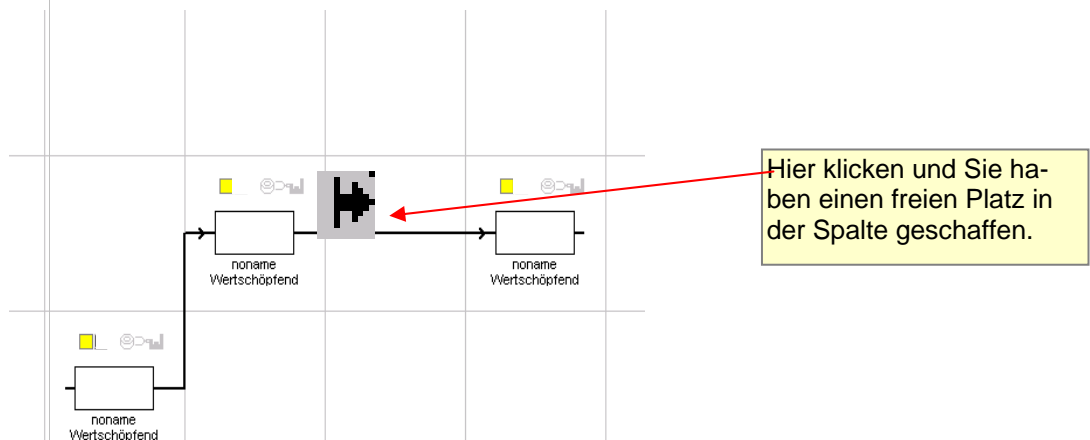 Hier klicken und Sie ha-
ben einen freien Platz in
der Spalte geschaffen.
noname
Wertschöpfend
noname
Wertschöpfend
noname
Wertschöpfend